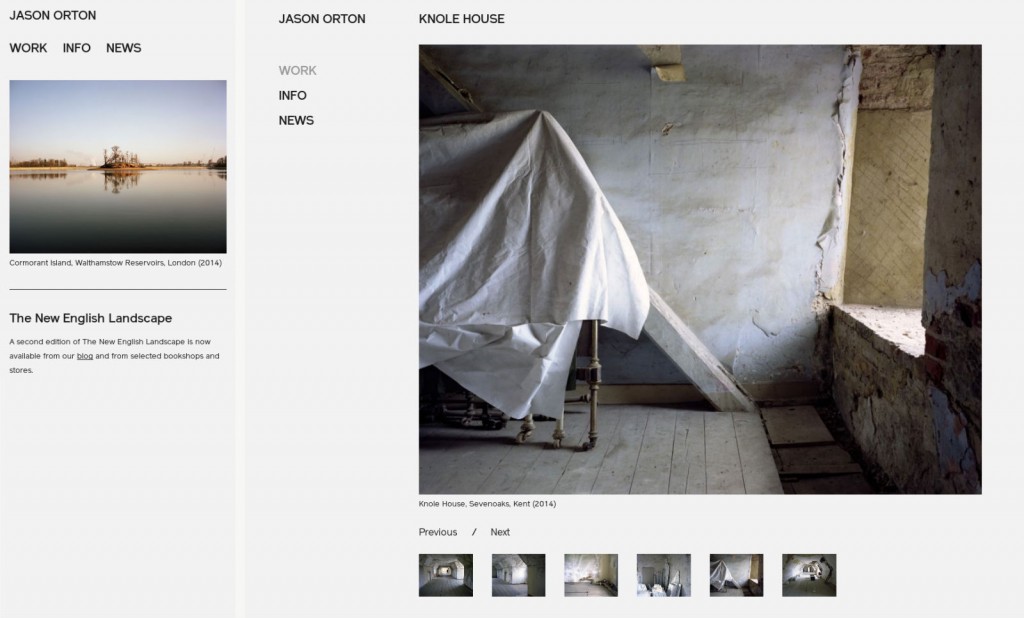 JASON ORTON
WORK INFO NEWS
Cormorant Island, Walthamstow Reservoirs, London (2014)
The New English Landscape
A second edition of The New English Landscape is now
available from our blog and from selected bookshops and
stores.
JASON ORTON
WORK
INFO
NEWS
KNOLE HOUSE
Knole House, Sevenoaks, Kent (2014)
Previous / Next